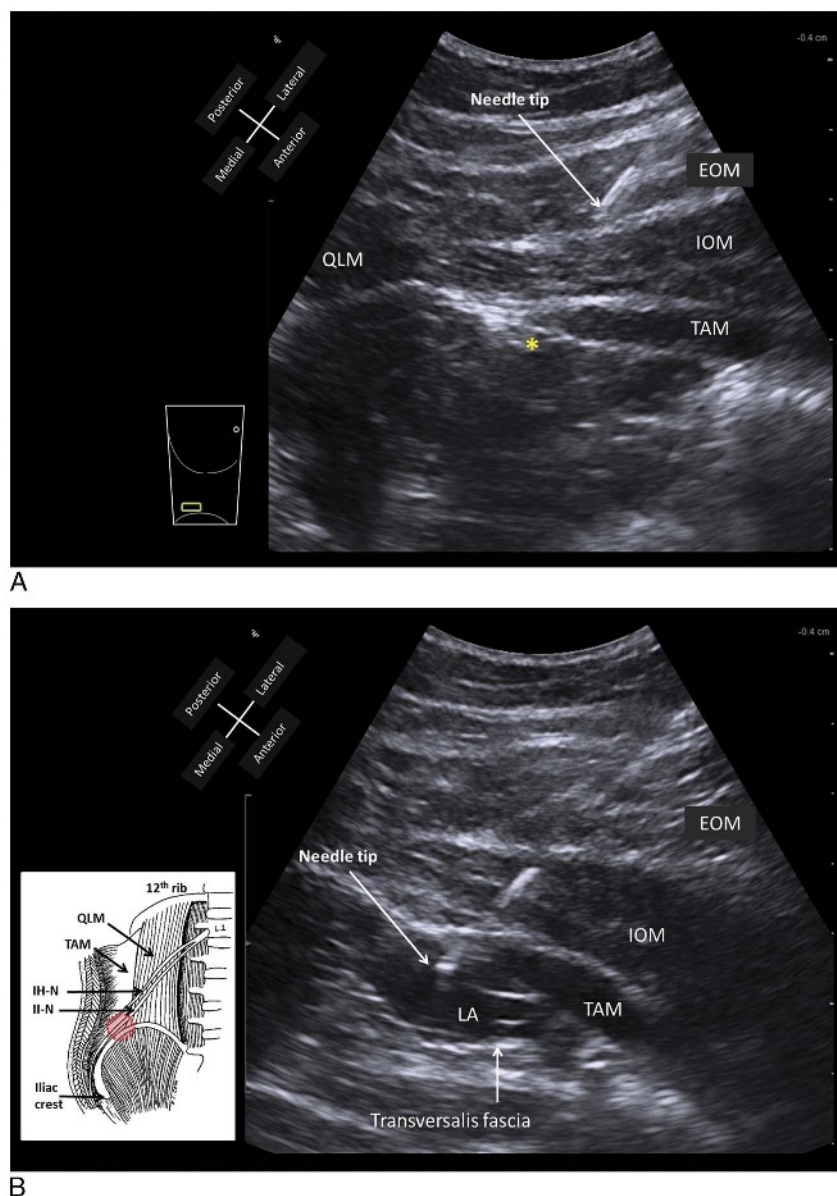 -0.4 cm
Posterior
Lateral
Medial
Anterior
Needle tip
EOM
IOM
QLM
TAM
*
A
-0.4 cm
Posterior
Lateral
Medial
Anterior
EOM
Needle tip
12th rib
QLM
L1
TAM
IH-N
II-N
Iliac
crest
IOM
LA
TAM
Transversalis fascia
B